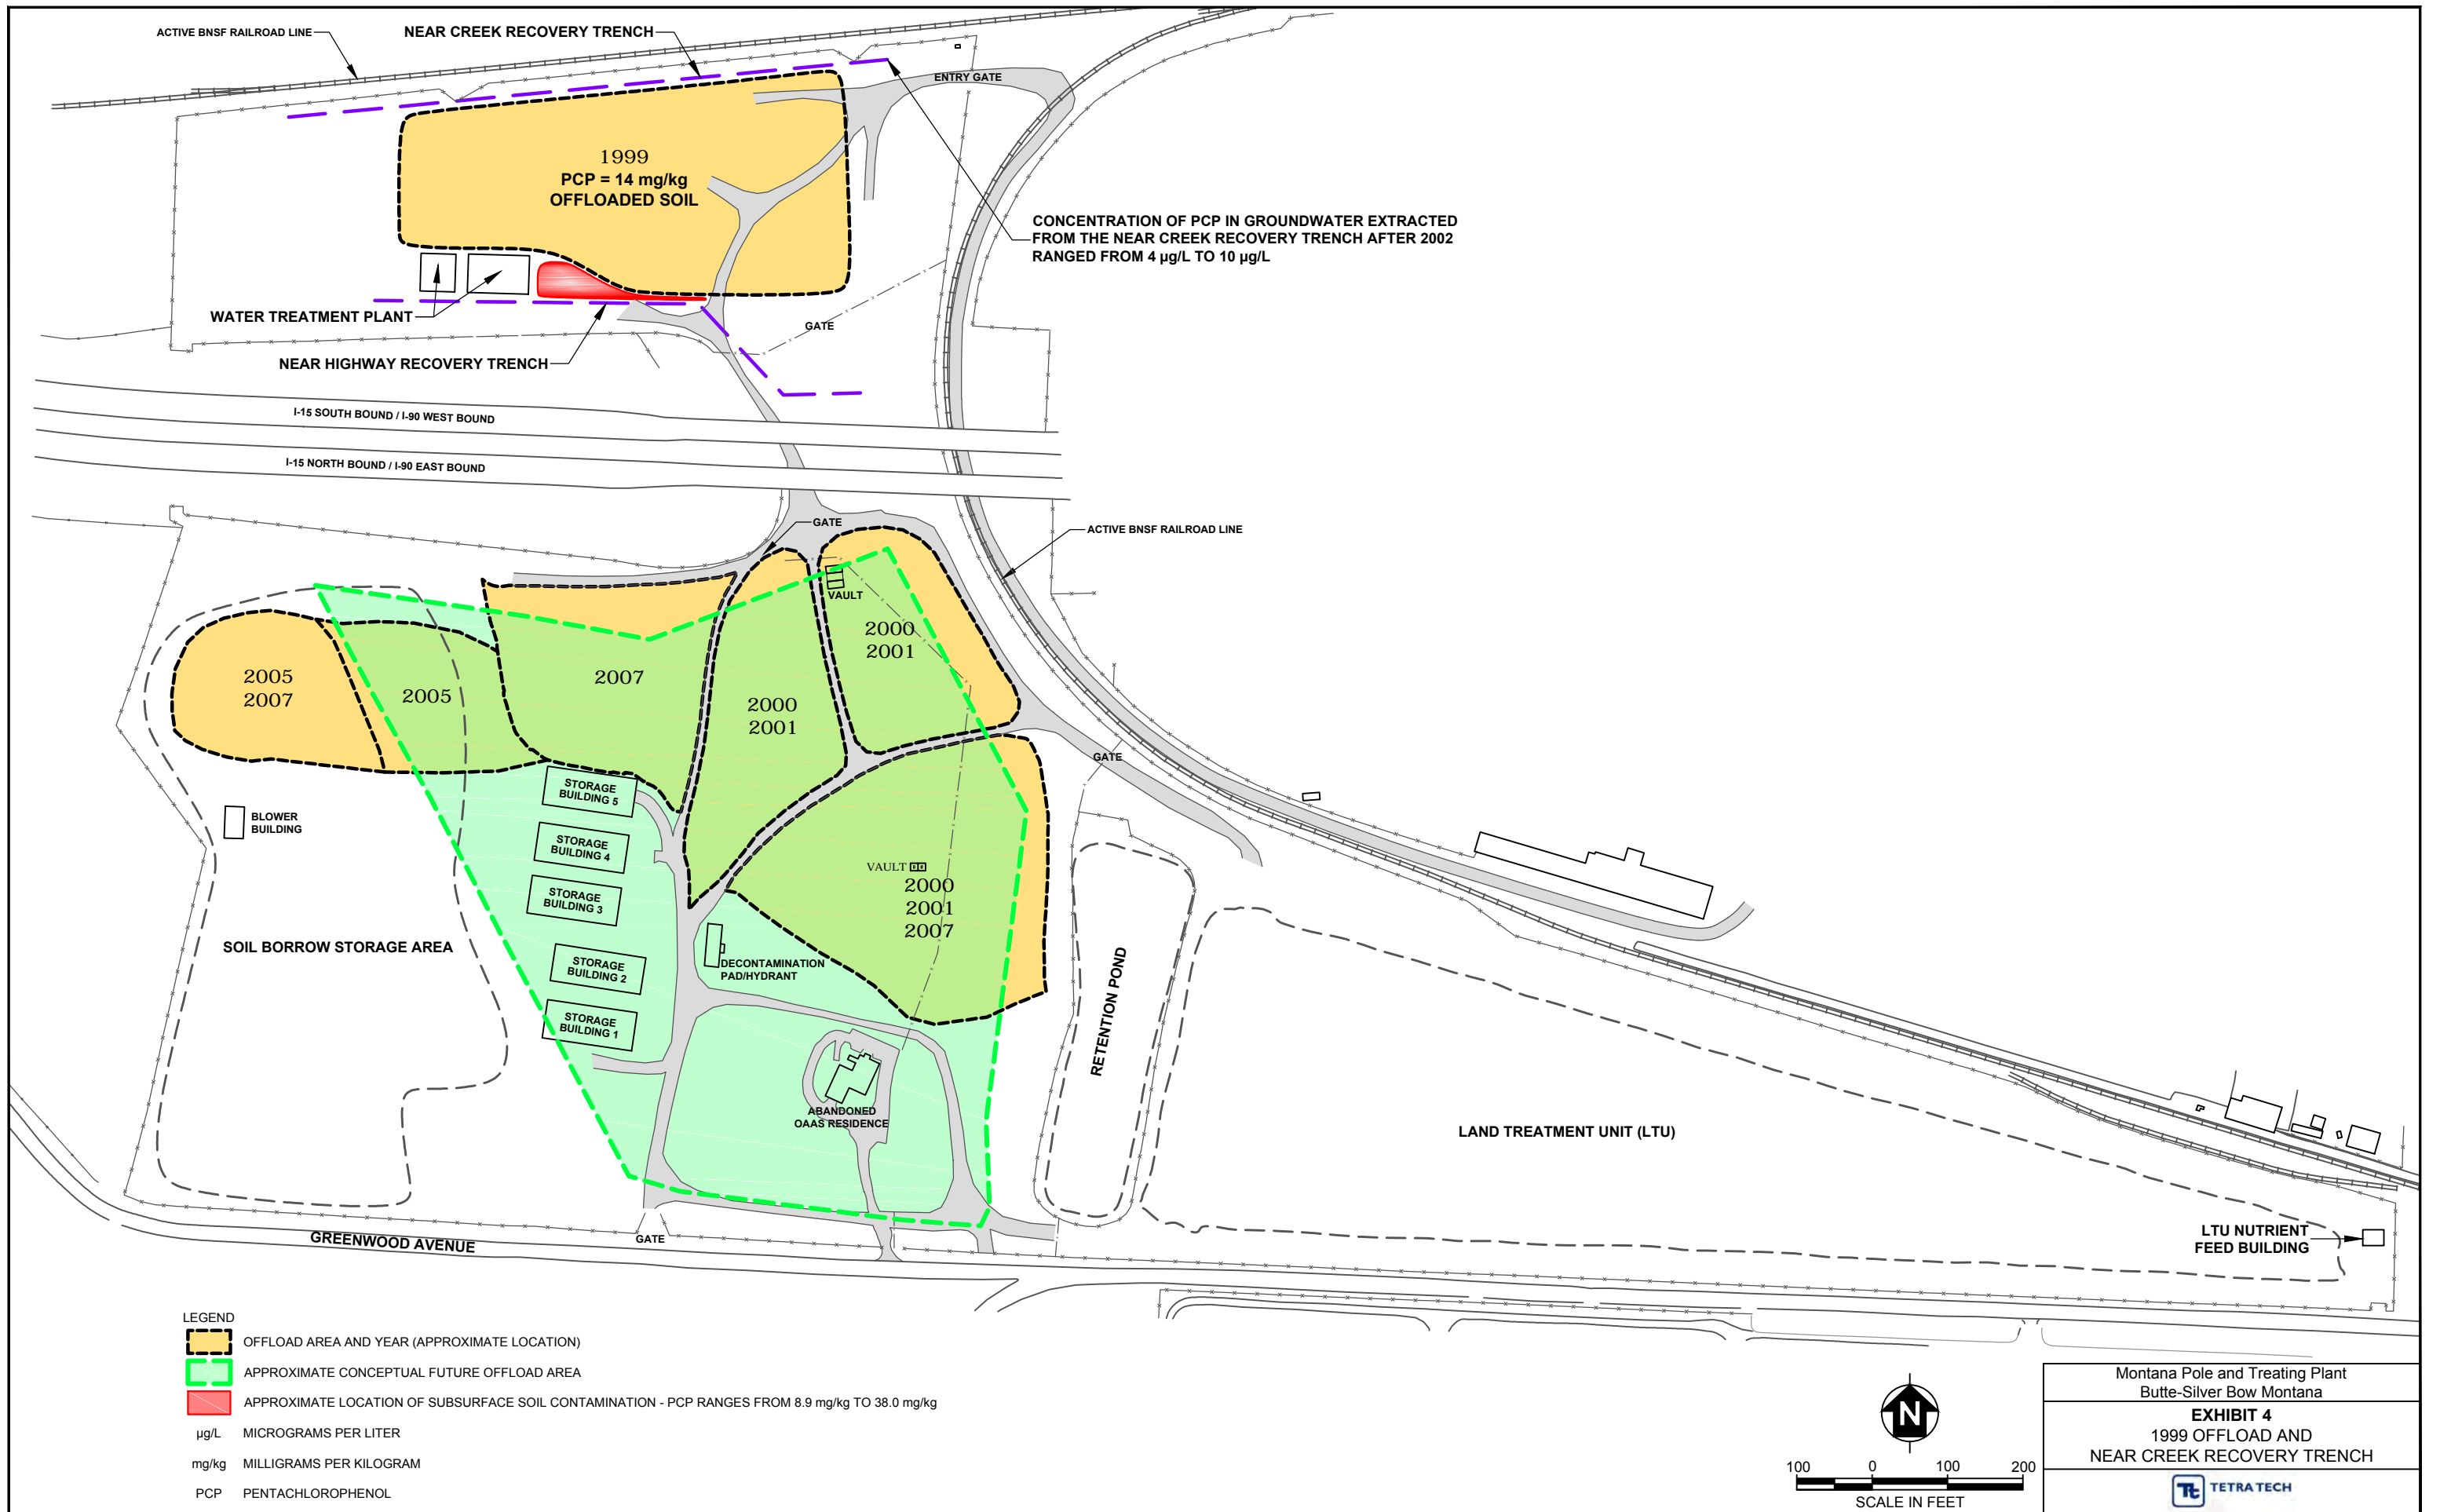 ACTIVE BNSF RAILROAD LINE
NEAR CREEK RECOVERY TRENCH
ENTRY GATE
1999
PCP = 14 mg/kg
OFFLOADED SOIL
CONCENTRATION OF PCP IN GROUNDWATER EXTRACTED
FROM THE NEAR CREEK RECOVERY TRENCH AFTER 2002
RANGED FROM 4 µg/L TO 10 µg/L
WATER TREATMENT PLANT
GATE
NEAR HIGHWAY RECOVERY TRENCH
I-15 SOUTH BOUND / I-90 WEST BOUND
I-15 NORTH BOUND / I-90 EAST BOUND
GATE
ACTIVE BNSF RAILROAD LINE
VAULT
2000
2001
2005
2007
2005
2007
2000
2001
GATE
STORAGE
BUILDING 5
BLOWER
BUILDING
STORAGE
BUILDING 4
VAULT
2000
2001
2007
STORAGE
BUILDING 3
SOIL BORROW STORAGE AREA
STORAGE
BUILDING 2
DECONTAMINATION
PAD/HYDRANT
RETENTION POND
STORAGE
BUILDING 1
ABANDONED
OAAS RESIDENCE
LAND TREATMENT UNIT (LTU)
LTU NUTRIENT
FEED BUILDING
GREENWOOD AVENUE
GATE
LEGEND
OFFLOAD AREA AND YEAR (APPROXIMATE LOCATION)
APPROXIMATE CONCEPTUAL FUTURE OFFLOAD AREA
APPROXIMATE LOCATION OF SUBSURFACE SOIL CONTAMINATION - PCP RANGES FROM 8.9 mg/kg TO 38.0 mg/kg
µg/L MICROGRAMS PER LITER
mg/kg MILLIGRAMS PER KILOGRAM
PCP PENTACHLOROPHENOL
N
100 0 100 200
SCALE IN FEET
Montana Pole and Treating Plant
Butte-Silver Bow Montana
EXHIBIT 4
1999 OFFLOAD AND
NEAR CREEK RECOVERY TRENCH
Tt TETRA TECH